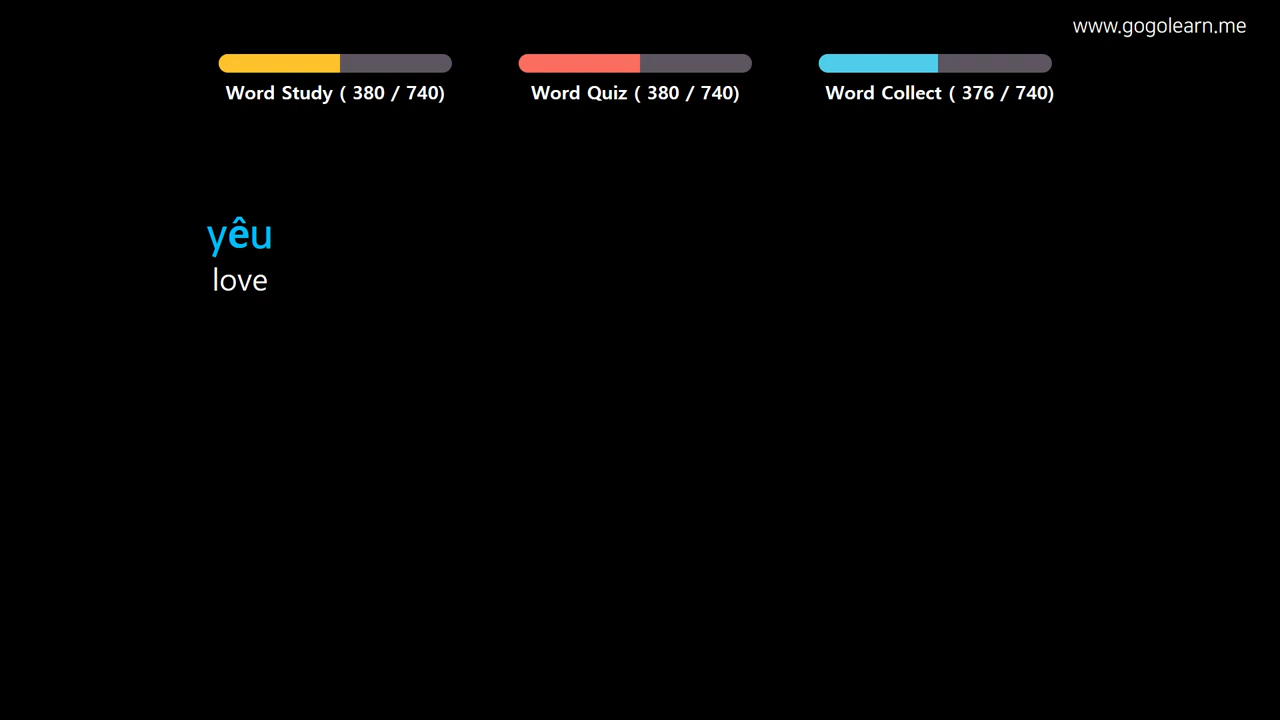 www.gogolearn.me
Word Study ( 380 / 740)
Word Quiz ( 380 / 740)
Word Collect ( 376 / 740)
yêu
love